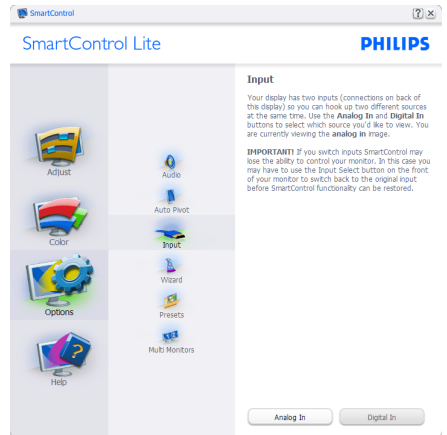 SmartControl
SmartControl Lite
PHILIPS
Adjust
Color
Options
Help
Audio
Auto Pivot
Input
Wizard
Presets
Multi Monitors
Input
Your display has two inputs (connections on back of
this display) so you can hook up two different sources
at the same time. Use the Analog In and Digital In
buttons to select which source you'd like to view. You
are currently viewing the analog in image.
IMPORTANT! If you switch inputs SmartControl may
lose the ability to control your monitor. In this case you
may have to use the Input Select button on the front
of your monitor to switch back to the original input
before SmartControl functionality can be restored.
Analog In
Digital In